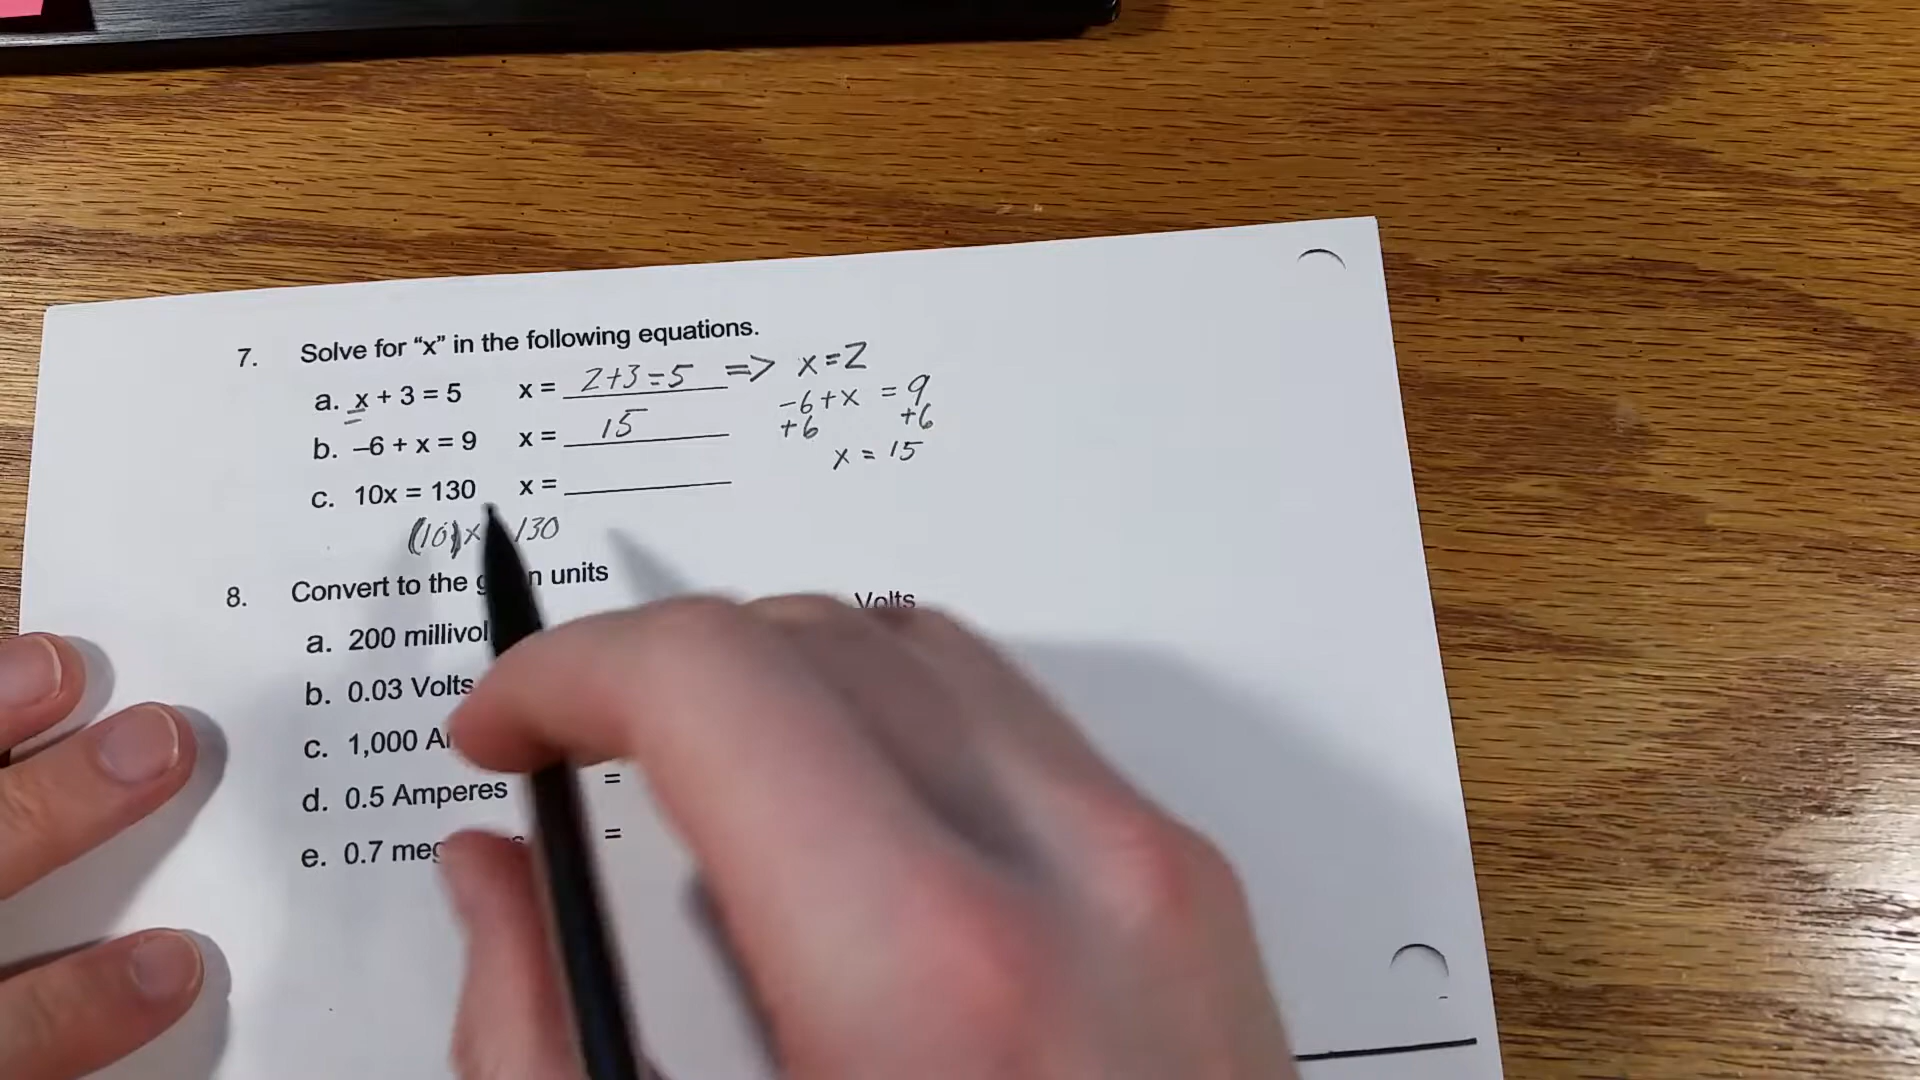 7. Solve for “x” in the following equations.
a. x + 3 = 5 x = 2+3=5 => x=2
b. –6 + x = 9 x = 15
-6+x = 9
+6 +6
x = 15
c. 10x = 130 x =
(10)x 130
8. Convert to the units
Volts
a. 200
b. 0.03 Volts
c. 1,000
d. 0.5 Amperes =
e. 0.7 =